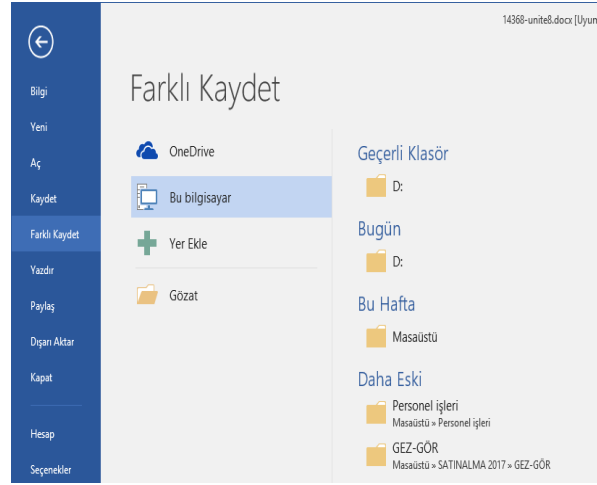 14368-unite8.docx [Uyun
Bilgi
Yeni
Aç
Kaydet
Farklı Kaydet
Yazdır
Paylaş
Dışarı Aktar
Kapat
Hesap
Seçenekler
Farklı Kaydet
OneDrive
Bu bilgisayar
Yer Ekle
Gözat
Geçerli Klasör
D:
Bugün
D:
Bu Hafta
Masaüstü
Daha Eski
Personel işleri
Masaüstü » Personel işleri
GEZ-GÖR
Masaüstü » SATINALMA 2017 » GEZ-GÖR